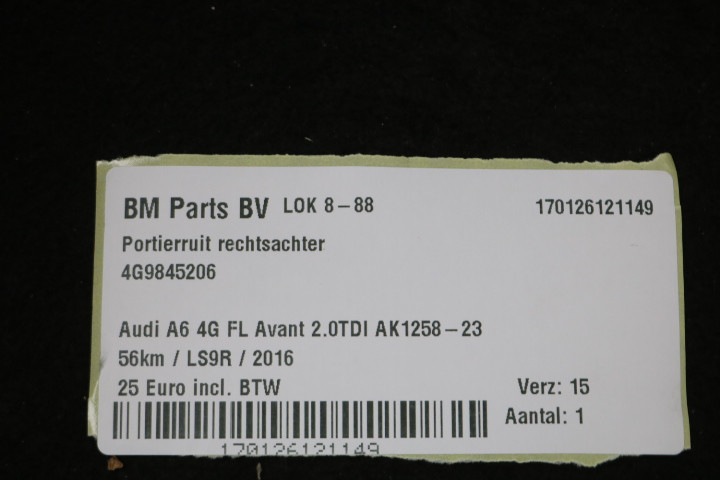 BM Parts BV LOK 8-88 170126121149
Portierruit rechtsachter
4G9845206
Audi A6 4G FL Avant 2.0TDI AK1258-23
56km / LS9R / 2016
25 Euro incl. BTW Verz: 15
Aantal: 1
170126121149